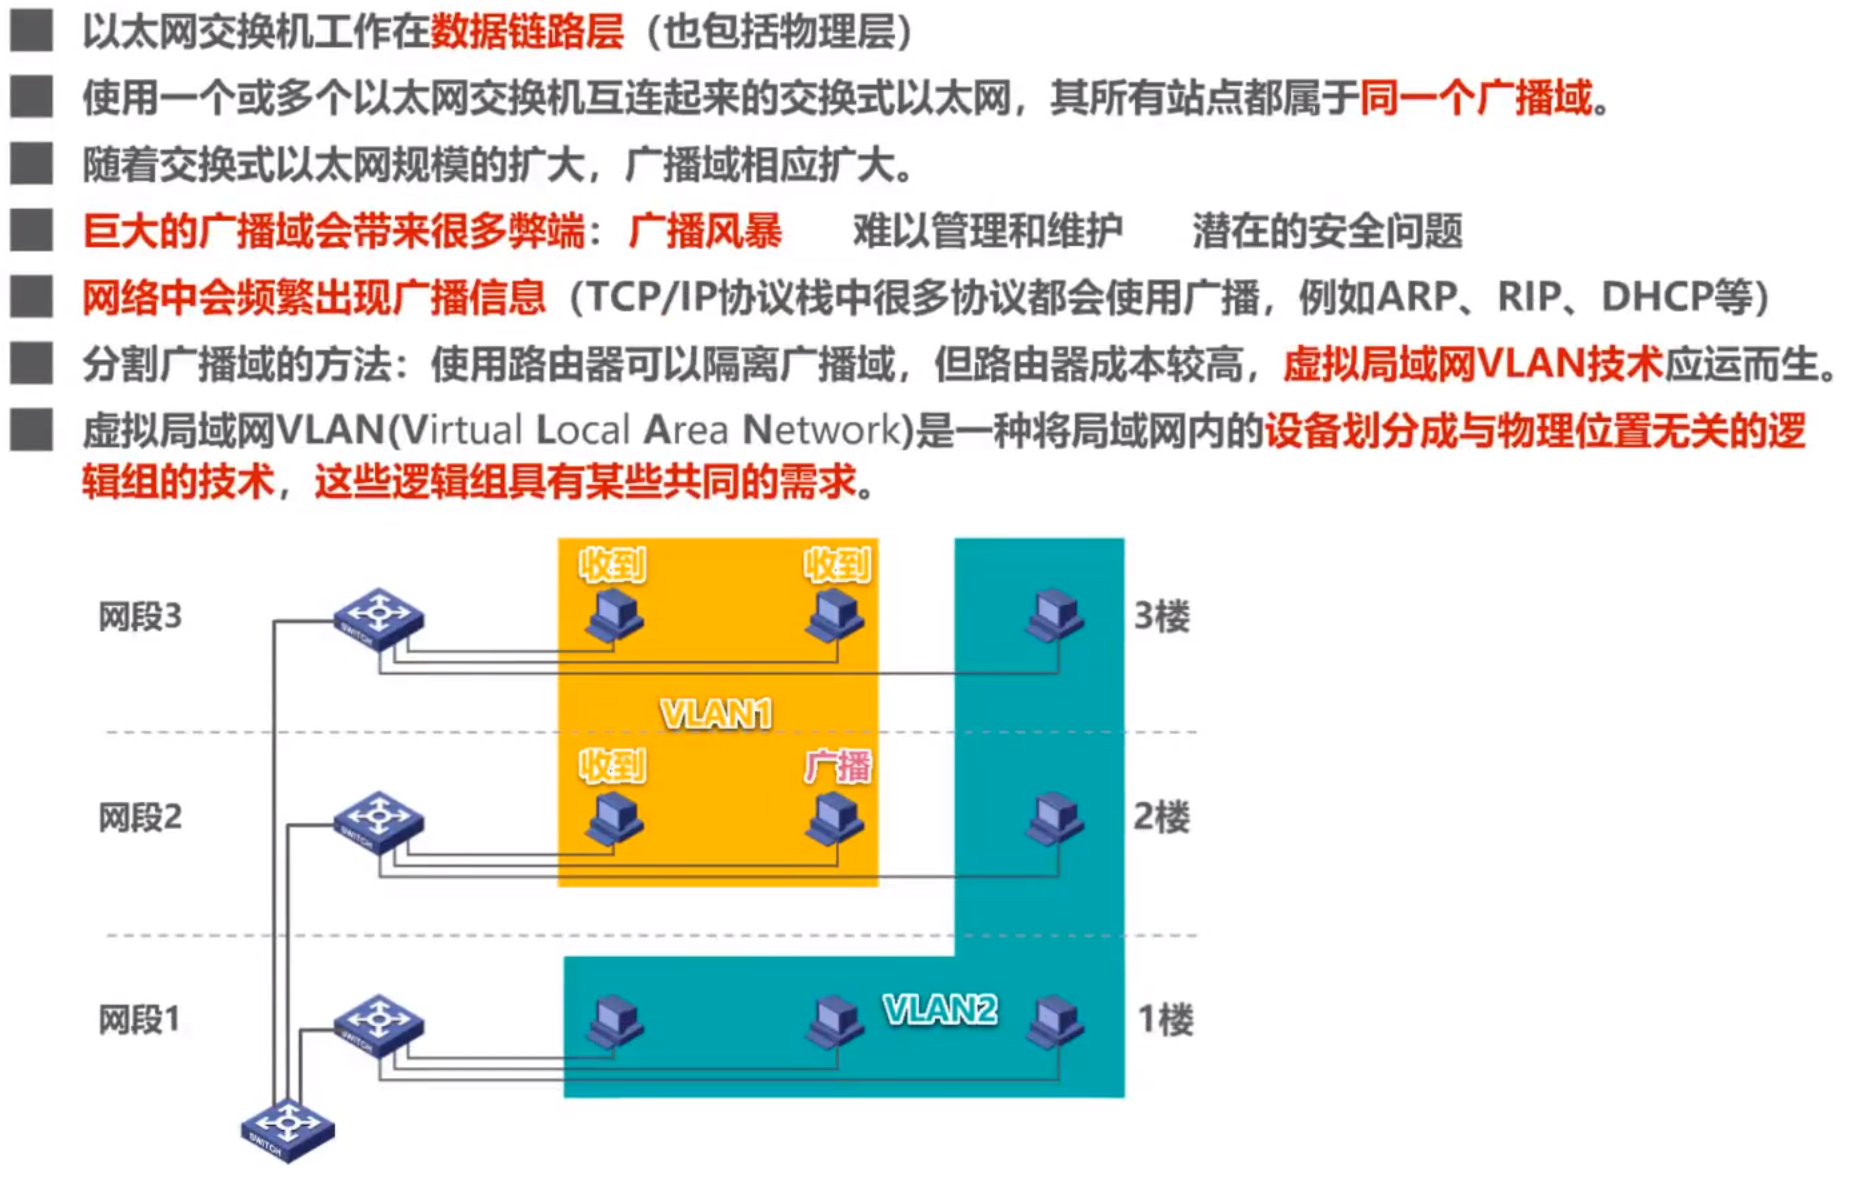 以太网交换机工作在数据链路层（也包括物理层）
使用一个或多个以太网交换机互连起来的交换式以太网，其所有站点都属于同一个广播域。
随着交换式以太网规模的扩大，广播域相应扩大。
巨大的广播域会带来很多弊端：广播风暴 难以管理和维护 潜在的安全问题
网络中会频繁出现广播信息（TCP/IP协议栈中很多协议都会使用广播，例如ARP、RIP、DHCP等）
分割广播域的方法：使用路由器可以隔离广播域，但路由器成本较高，虚拟局域网VLAN技术应运而生。
虚拟局域网VLAN(Virtual Local Area Network)是一种将局域网内的设备划分成与物理位置无关的逻
辑组的技术，这些逻辑组具有某些共同的需求。
收到 收到
网段3 SWITCH 3楼
VLAN1
收到 广播
网段2 SWITCH 2楼
网段1 SWITCH VLAN2 1楼
SWITCH